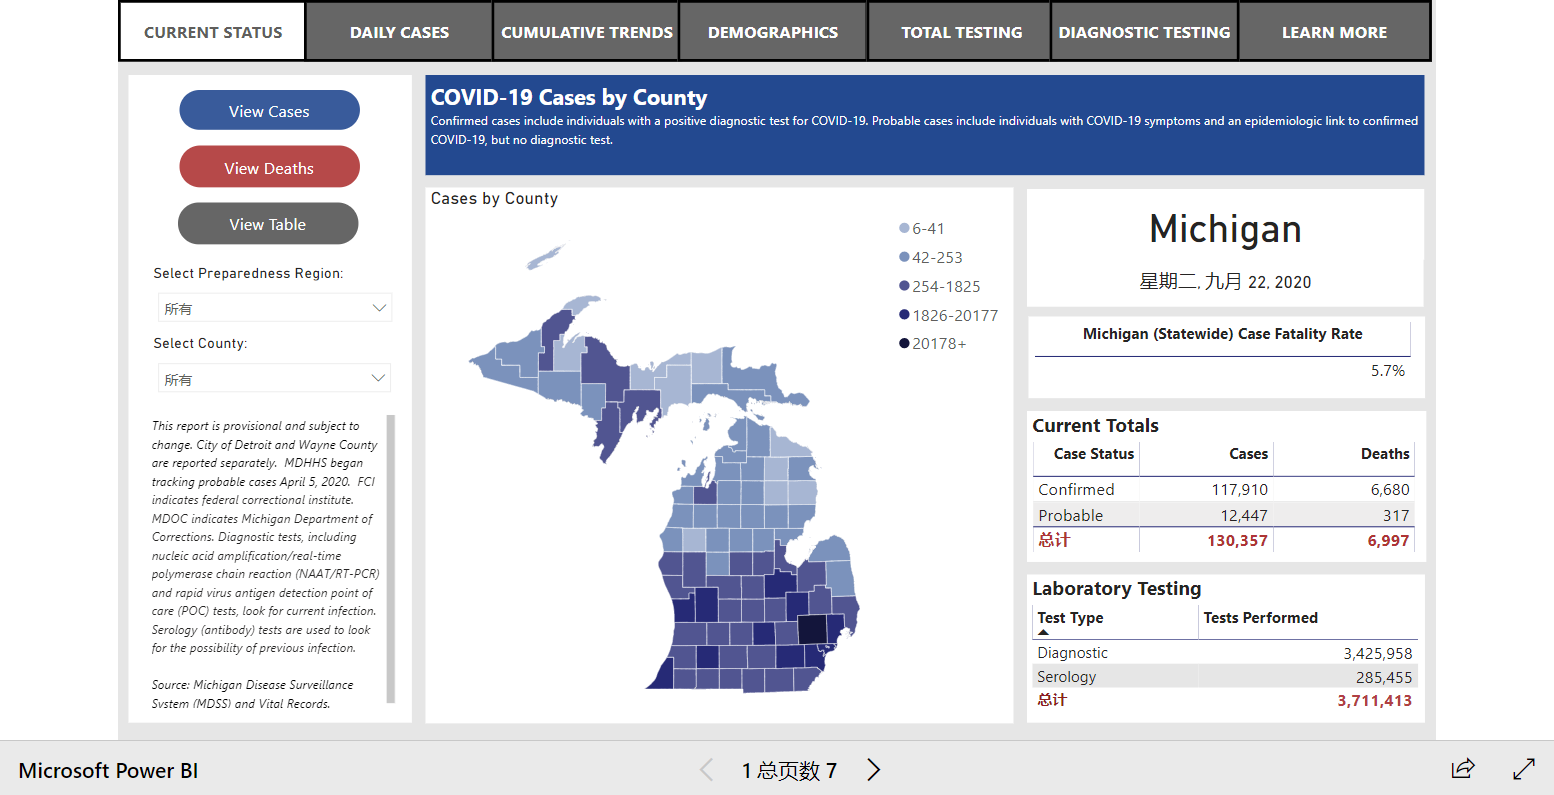 CURRENT STATUS
DAILY CASES
CUMULATIVE TRENDS
DEMOGRAPHICS
TOTAL TESTING
DIAGNOSTIC TESTING
LEARN MORE
View Cases
View Deaths
View Table
Select Preparedness Region:
所有
Select County:
所有
This report is provisional and subject to
change. City of Detroit and Wayne County
are reported separately. MDHHS began
tracking probable cases April 5, 2020. FCI
indicates federal correctional institute.
MDOC indicates Michigan Department of
Corrections. Diagnostic tests, including
nucleic acid amplification/real-time
polymerase chain reaction (NAAT/RT-PCR)
and rapid virus antigen detection point of
care (POC) tests, look for current infection.
Serology (antibody) tests are used to look
for the possibility of previous infection.
Source: Michigan Disease Surveillance
System (MDSS) and Vital Records.
COVID-19 Cases by County
Confirmed cases include individuals with a positive diagnostic test for COVID-19. Probable cases include individuals with COVID-19 symptoms and an epidemiologic link to confirmed
COVID-19, but no diagnostic test.
Cases by County
6-41
42-253
254-1825
1826-20177
20178+
Michigan
星期二, 九月 22, 2020
Michigan (Statewide) Case Fatality Rate
5.7%
Current Totals
Case Status Cases Deaths
Confirmed 117,910 6,680
Probable 12,447 317
总计 130,357 6,997
Laboratory Testing
Test Type Tests Performed
Diagnostic 3,425,958
Serology 285,455
总计 3,711,413
Microsoft Power BI
1 总页数 7